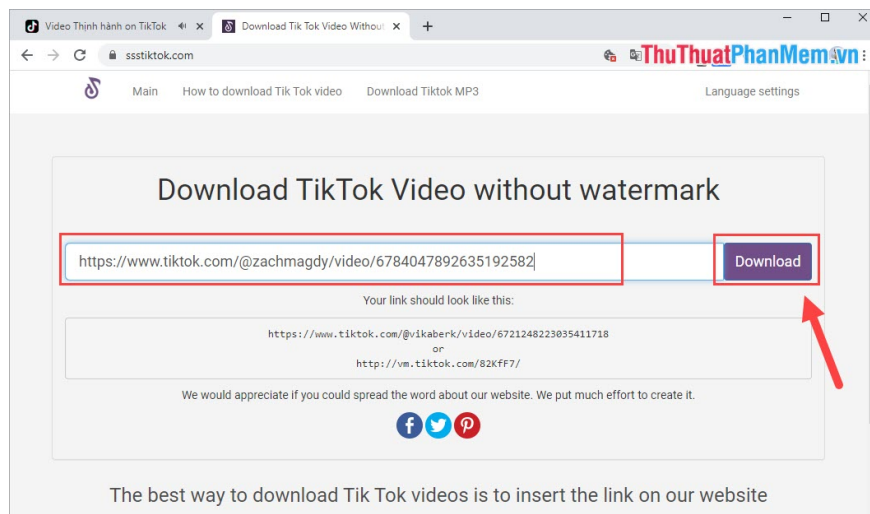 Video Thịnh hành on TikTok
Download Tik Tok Video Without
ssstiktok.com
ThuThuatPhanMem.vn
Main How to download Tik Tok video Download Tiktok MP3 Language settings
Download TikTok Video without watermark
https://www.tiktok.com/@zachmagdy/video/6784047892635192582 Download
Your link should look like this:
https://www.tiktok.com/@vikaberk/video/6721248223035411718
or
http://vm.tiktok.com/82KfF7/
We would appreciate if you could spread the word about our website. We put much effort to create it.
The best way to download Tik Tok videos is to insert the link on our website